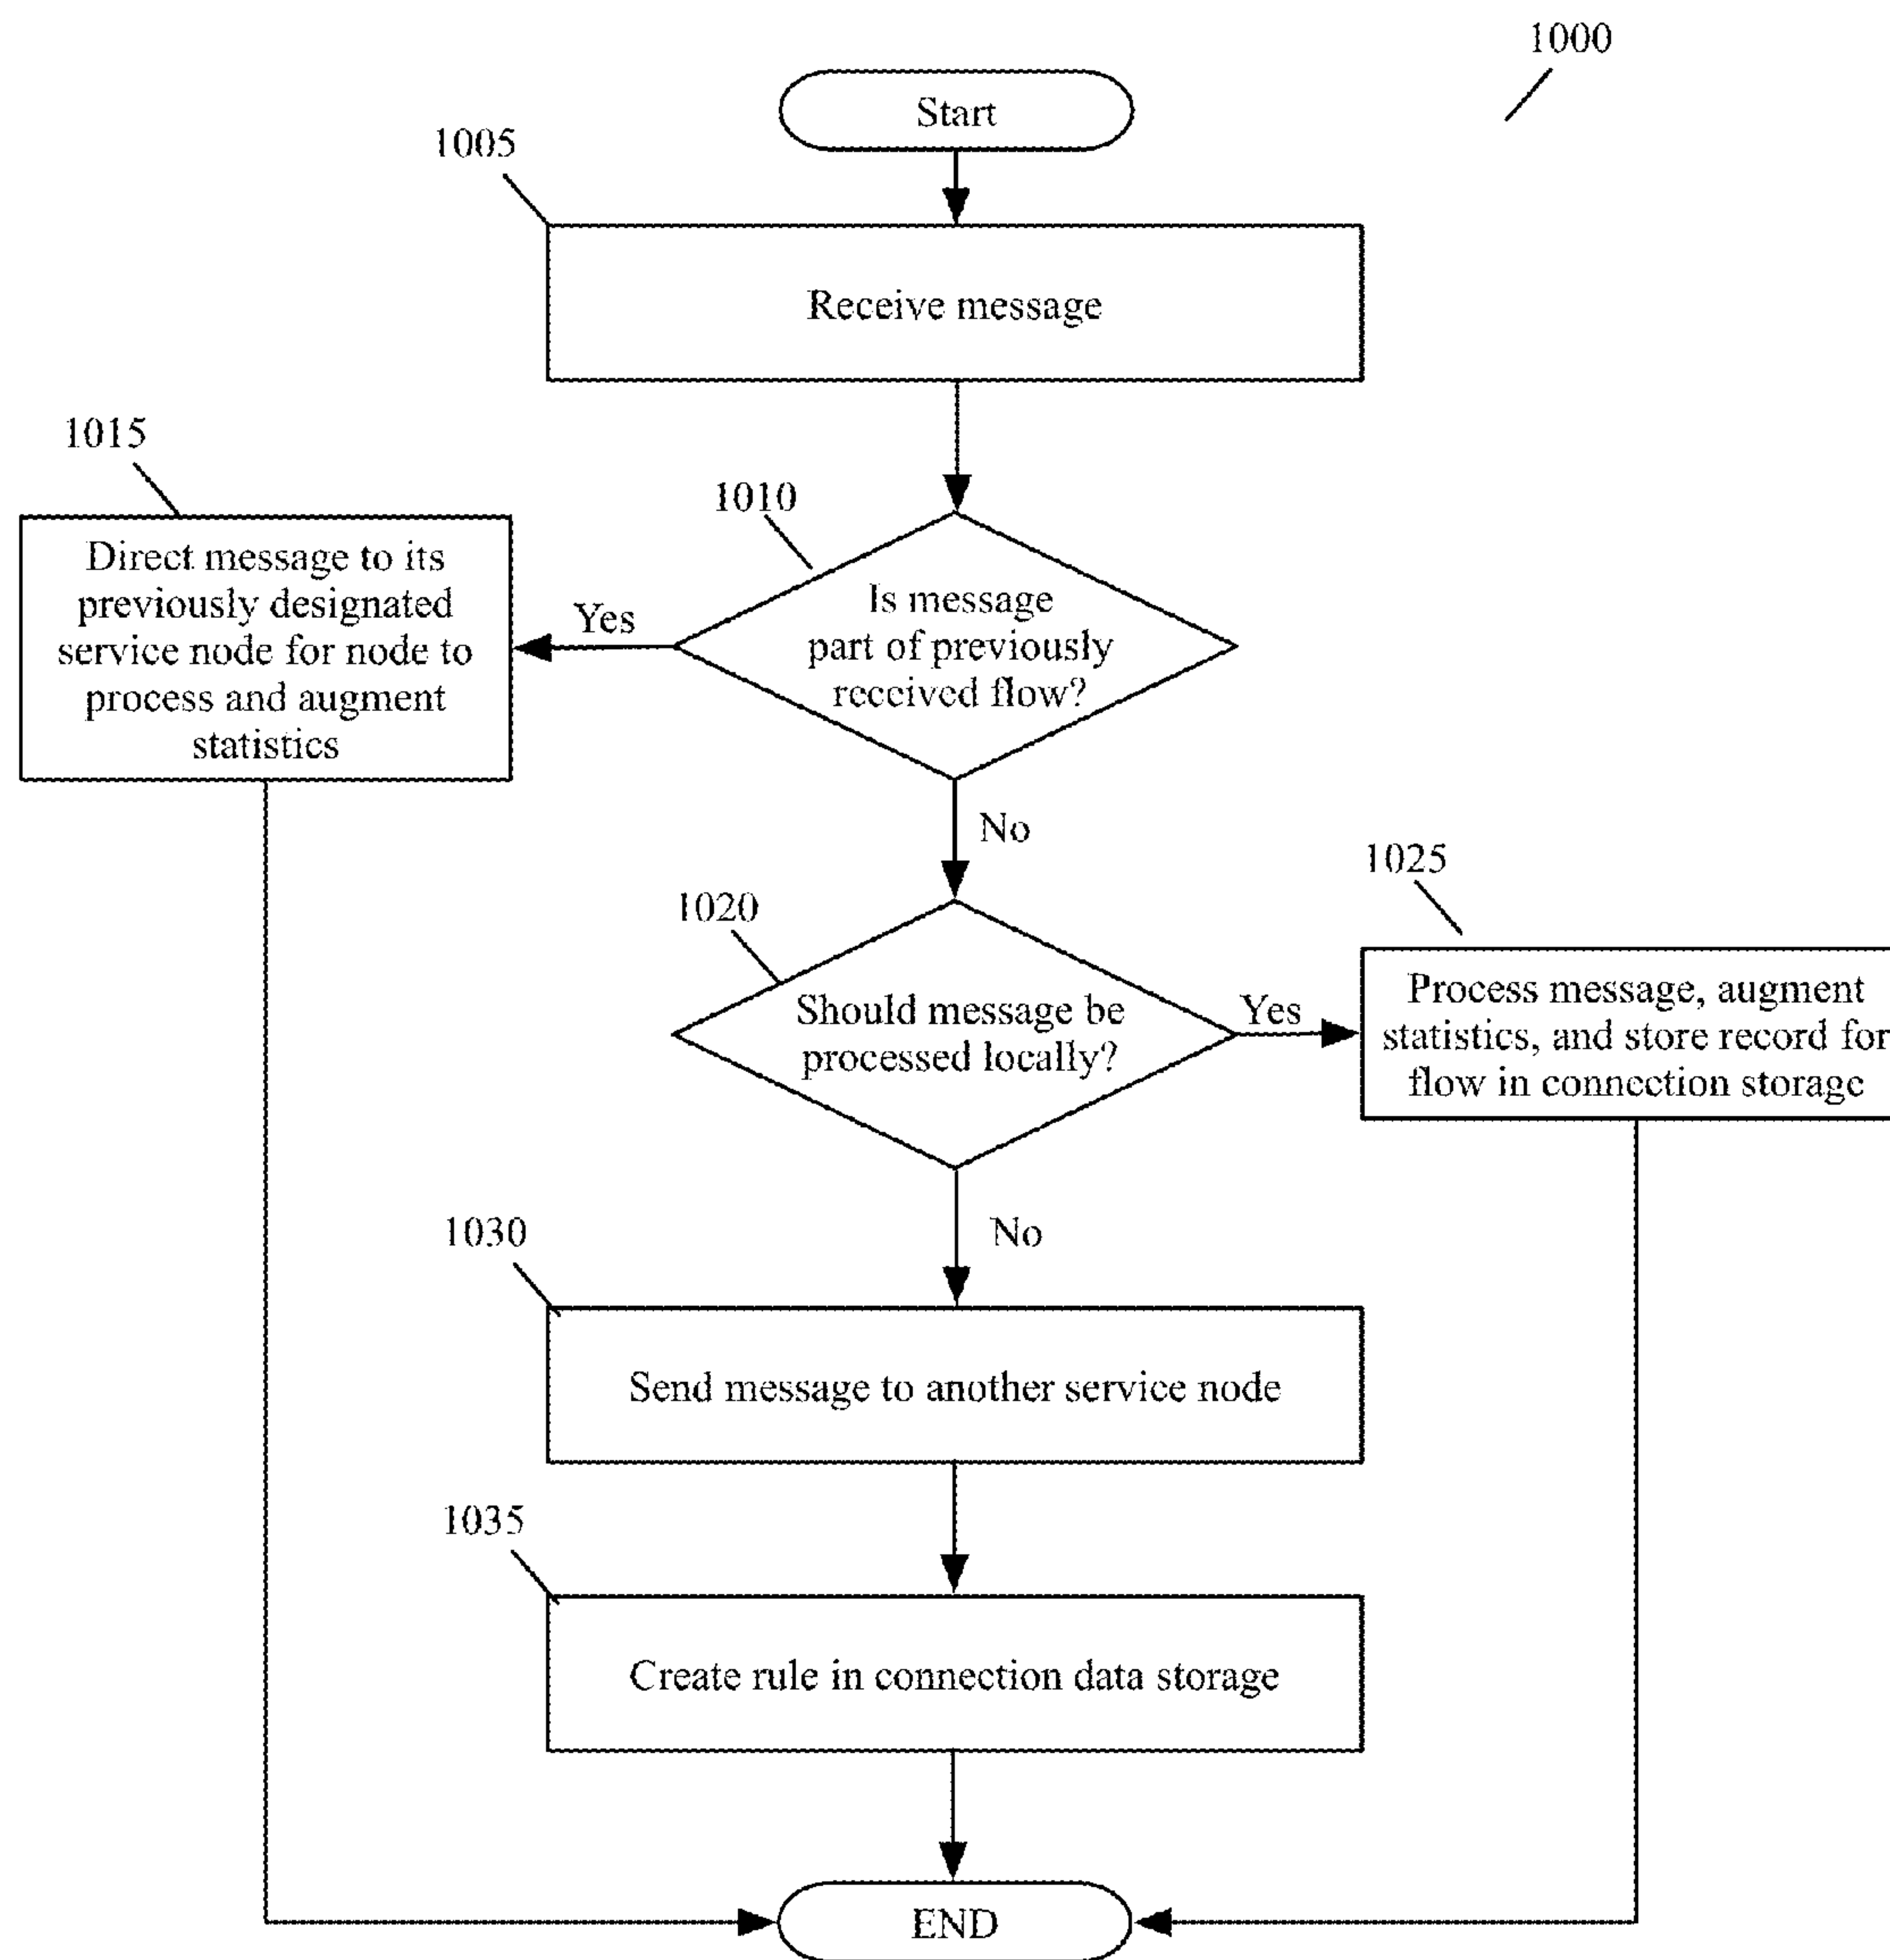 1000
Start
1005
Receive message
1015
1010
Direct message to its
previously designated
service node for node to
process and augment
statistics
Yes
Is message
part of previously
received flow?
No
1025
1020
Should message be
processed locally?
Yes
Process message, augment
statistics, and store record for
flow in connection storage
No
1030
Send message to another service node
1035
Create rule in connection data storage
END